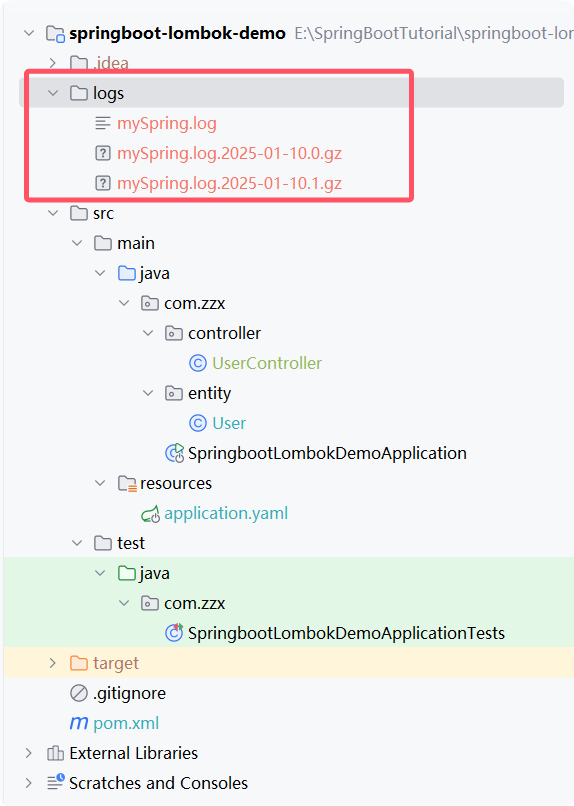 springboot-lombok-demo E:\SpringBootTutorial\springboot-lor
.idea
logs
mySpring.log
mySpring.log.2025-01-10.0.gz
mySpring.log.2025-01-10.1.gz
src
main
java
com.zzx
controller
UserController
entity
User
SpringbootLombokDemoApplication
resources
application.yaml
test
java
com.zzx
SpringbootLombokDemoApplicationTests
target
.gitignore
pom.xml
External Libraries
Scratches and Consoles